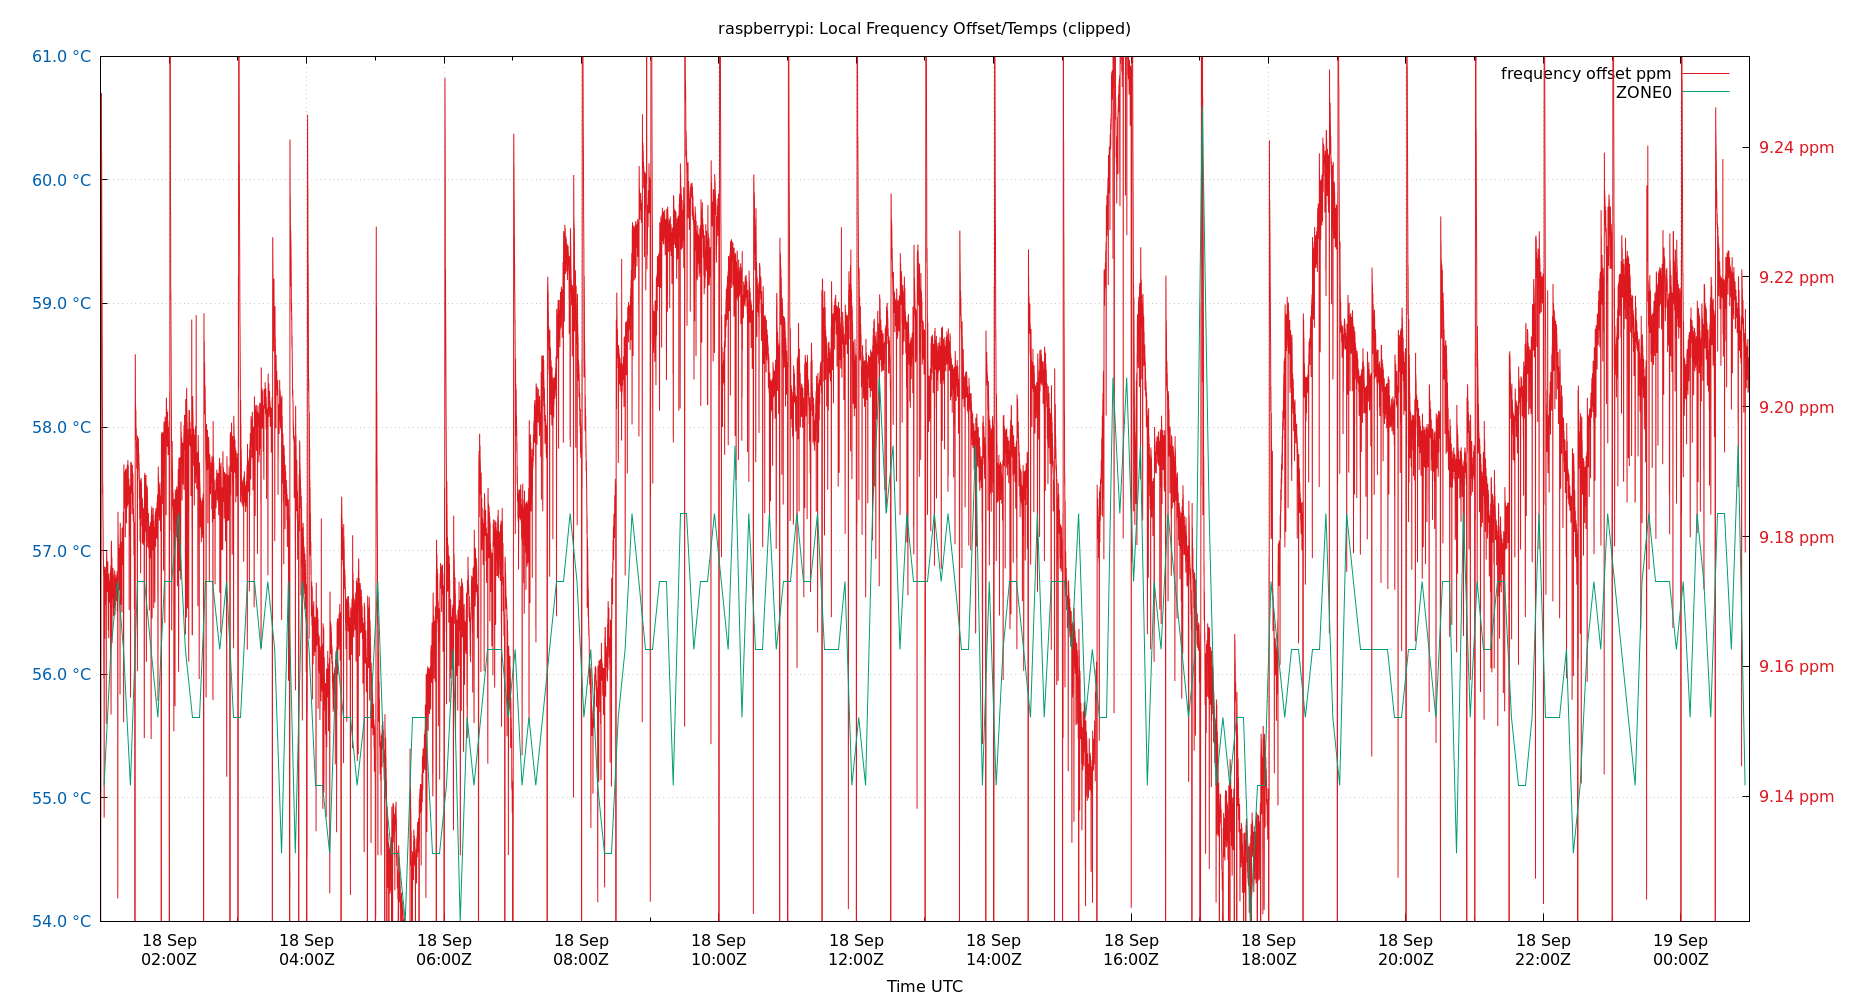 raspberrypi: Local Frequency Offset/Temps (clipped)
61.0 °C
60.0 °C
59.0 °C
58.0 °C
57.0 °C
56.0 °C
55.0 °C
54.0 °C
frequency offset ppm
ZONE0
9.24 ppm
9.22 ppm
9.20 ppm
9.18 ppm
9.16 ppm
9.14 ppm
18 Sep 18 Sep 18 Sep 18 Sep 18 Sep 18 Sep 18 Sep 18 Sep 18 Sep 18 Sep 18 Sep 19 Sep
02:00Z 04:00Z 06:00Z 08:00Z 10:00Z 12:00Z 14:00Z 16:00Z 18:00Z 20:00Z 22:00Z 00:00Z
Time UTC